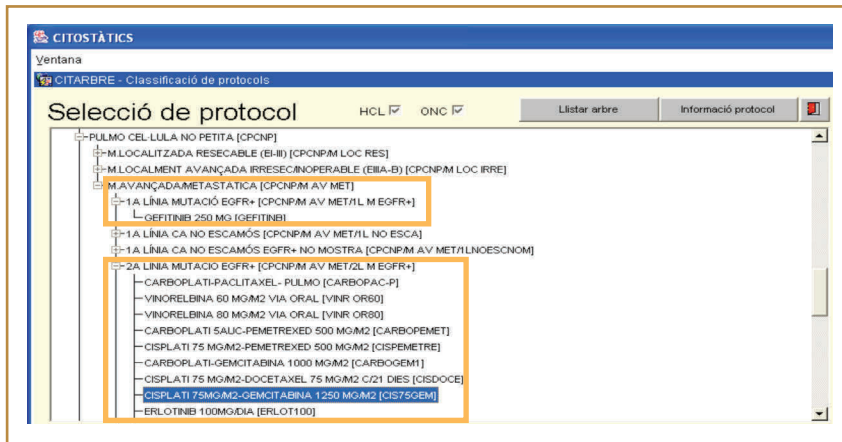 CITOSTÀTICS
Ventana
CITARBRE - Classificació de protocols
Selecció de protocol HCL ONC Llistar arbre Informació protocol
PULMO CEL·LULA NO PETITA [CPCNP]
M.LOCALITZADA RESECABLE (EI-III) [CPCNP/M LOC RES]
M.LOCALMENT AVANÇADA IRRESEC/INOPERABLE (EIIIA-B) [CPCNP/M LOC IRRE]
M.AVANÇADA/METASTATICA [CPCNP/M AV MET]
1A LÍNIA MUTACIÓ EGFR+ [CPCNP/M AV MET/1L M EGFR+]
GEFITINIB 250 MG [GEFITINB]
1A LÍNIA CA NO ESCAMÓS [CPCNP/M AV MET/1L NO ESCA]
1A LÍNIA CA NO ESCAMÓS EGFR+ NO MOSTRA [CPCNP/M AV MET/1LNOESCNOM]
2A LINIA MUTACIÓ EGFR+ [CPCNP/M AV MET/2L M EGFR+]
CARBOPLATI-PACLITAXEL- PULMO [CARBOPAC-P]
VINORELBINA 60 MG/M2 VIA ORAL [VINR OR60]
VINORELBINA 80 MG/M2 VIA ORAL [VINR OR80]
CARBOPLATI 5AUC-PEMETREXED 500 MG/M2 [CARBOPEMET]
CISPLATI 75 MG/M2-PEMETREXED 500 MG/M2 [CISPEMETRE]
CARBOPLATI-GEMCITABINA 1000 MG/M2 [CARBOGEM1]
CISPLATI 75 MG/M2-DOCETAXEL 75 MG/M2 C/21 DIES [CISDOCE]
CISPLATI 75MG/M2-GEMCITABINA 1250 MG/M2 [CIS75GEM]
ERLOTINIB 100MG/DIA [ERLOT100]